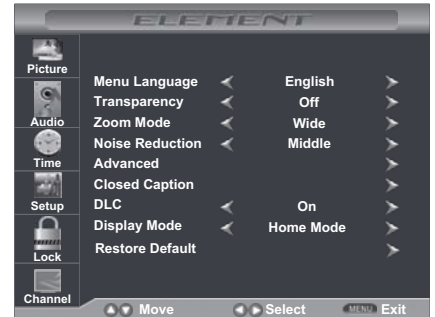 ELEMENT
Picture
Audio
Time
Setup
Lock
Channel
Menu Language English
Transparency Off
Zoom Mode Wide
Noise Reduction Middle
Advanced
Closed Caption
DLC On
Display Mode Home Mode
Restore Default
Move Select MENU Exit